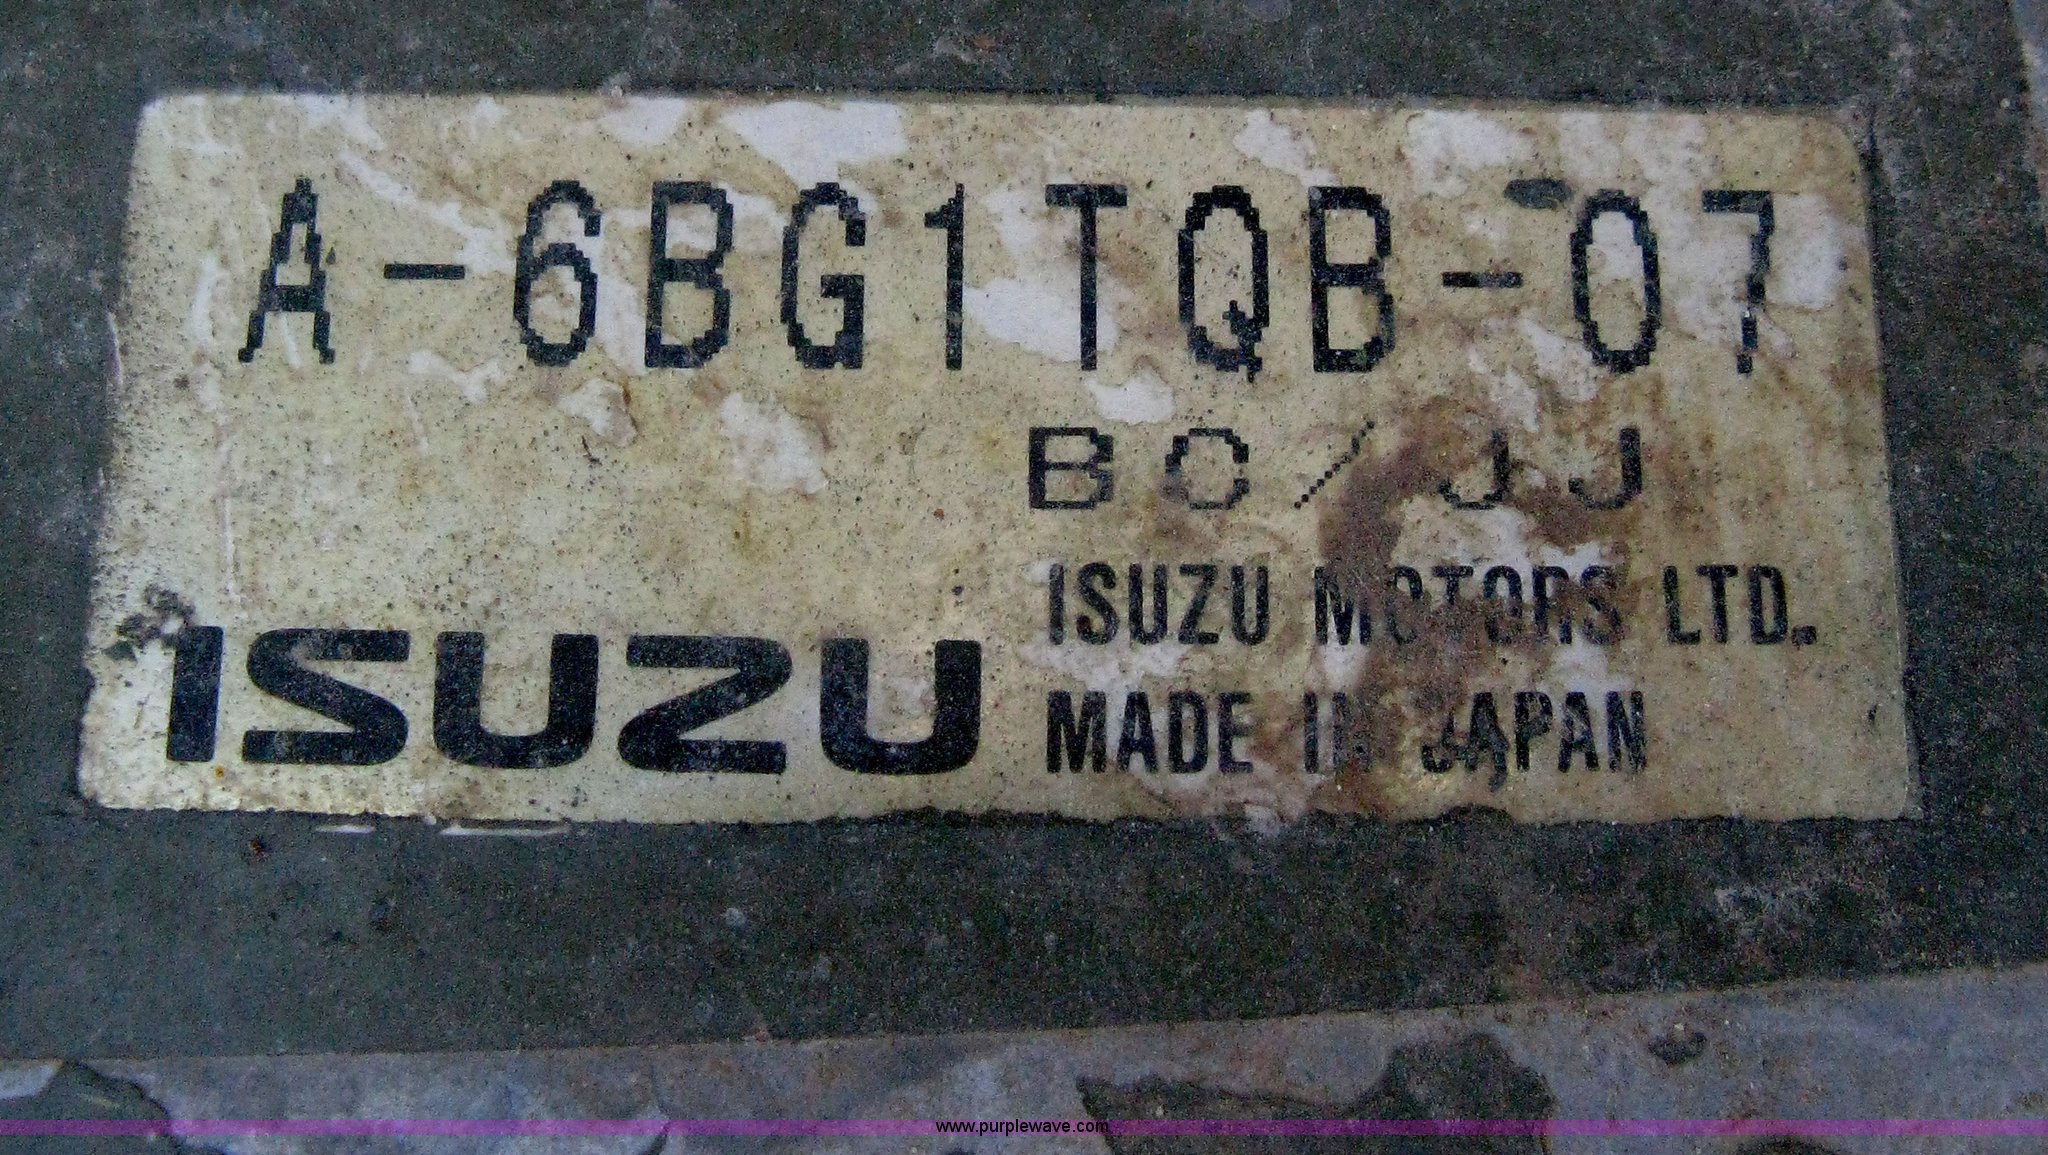 A-6BG1TQB-07
BC/JJ
ISUZU MOTORS LTD.
ISUZU
MADE IN JAPAN
www.purplewave.com